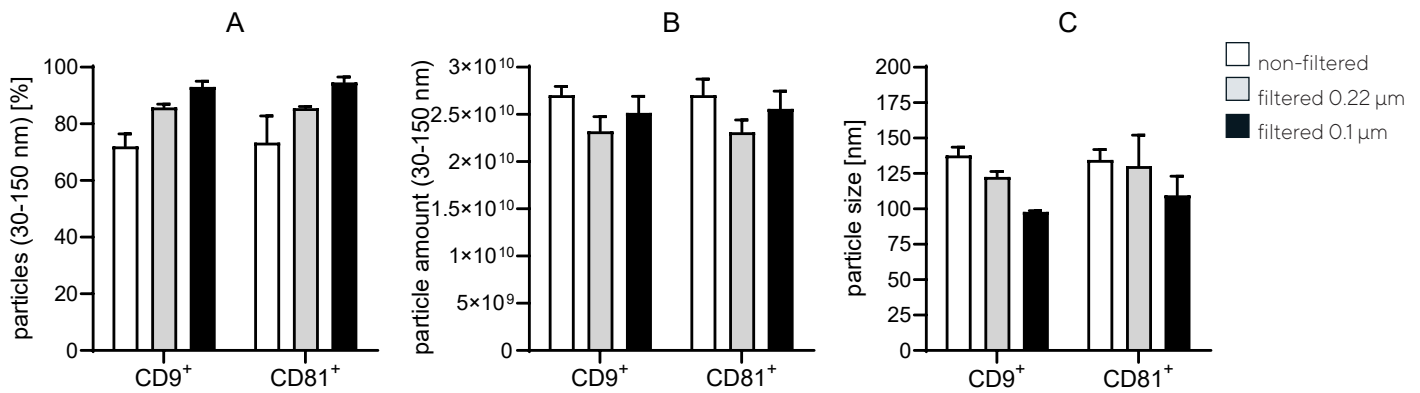 A
particles (30-150 nm) [%]
100
80
60
40
20
0
CD9⁺
CD81⁺
B
particle amount (30-150 nm)
3×10¹⁰
2.5×10¹⁰
2×10¹⁰
1.5×10¹⁰
1×10¹⁰
5×10⁹
0
CD9⁺
CD81⁺
C
particle size [nm]
200
175
150
125
100
75
50
25
0
CD9⁺
CD81⁺
non-filtered
filtered 0.22 µm
filtered 0.1 µm